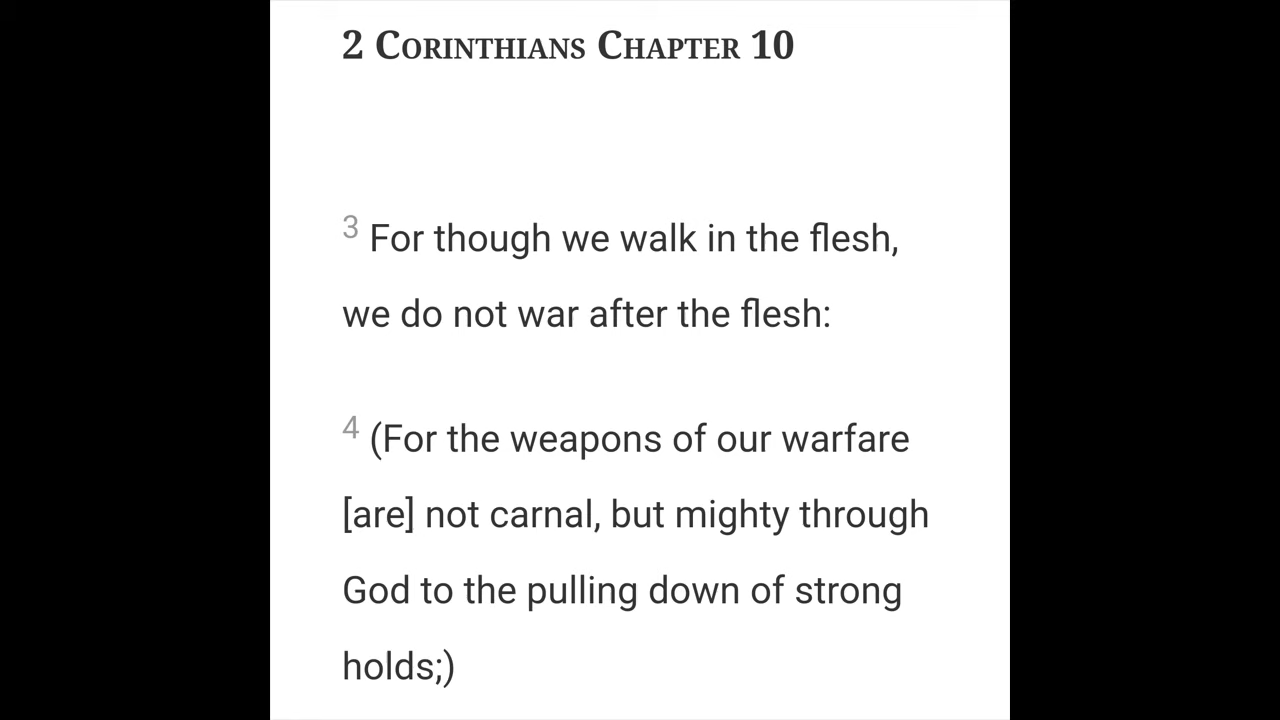 2 Corinthians Chapter 10
3 For though we walk in the flesh,
we do not war after the flesh:
4 (For the weapons of our warfare
[are] not carnal, but mighty through
God to the pulling down of strong
holds;)